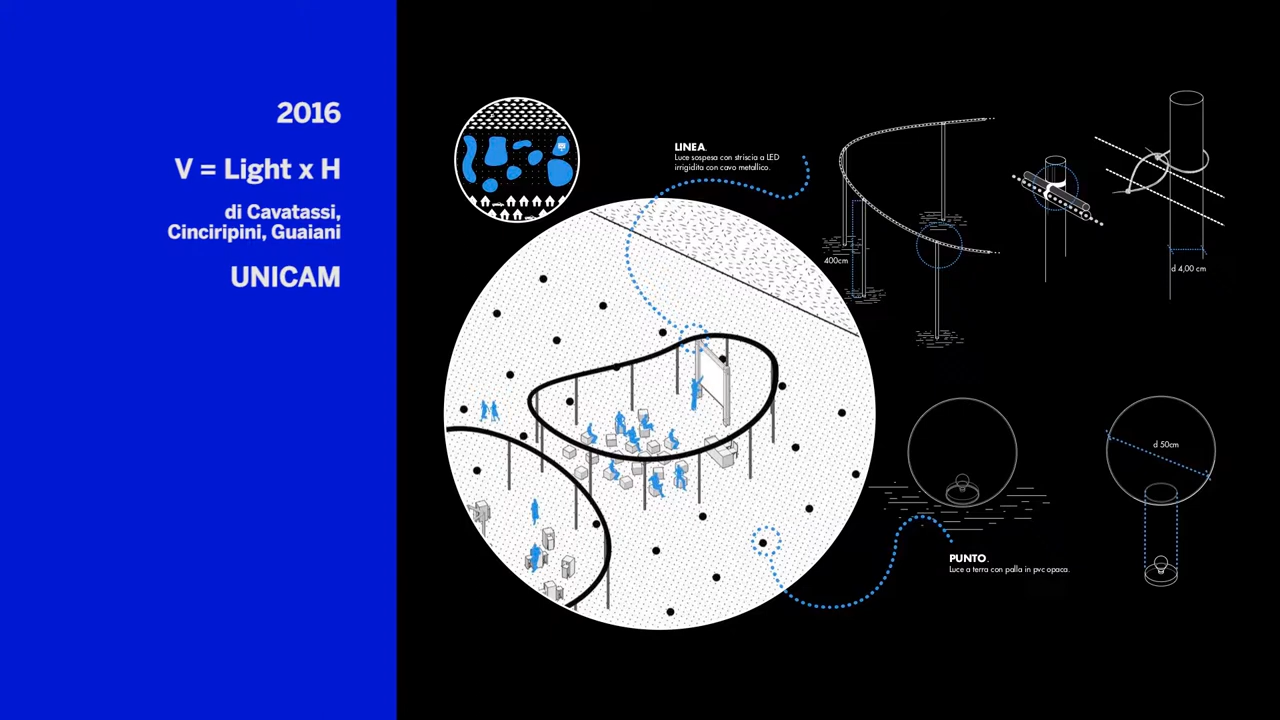 2016
V = Light x H
di Cavatassi,
Cinciripini, Guaiani
UNICAM
LINEA.
Luce sospesa con striscia a LED
irrigidita con cavo metallico.
400cm
d 4,00 cm
d 50cm
PUNTO.
Luce a terra con palla in pvc opaca.